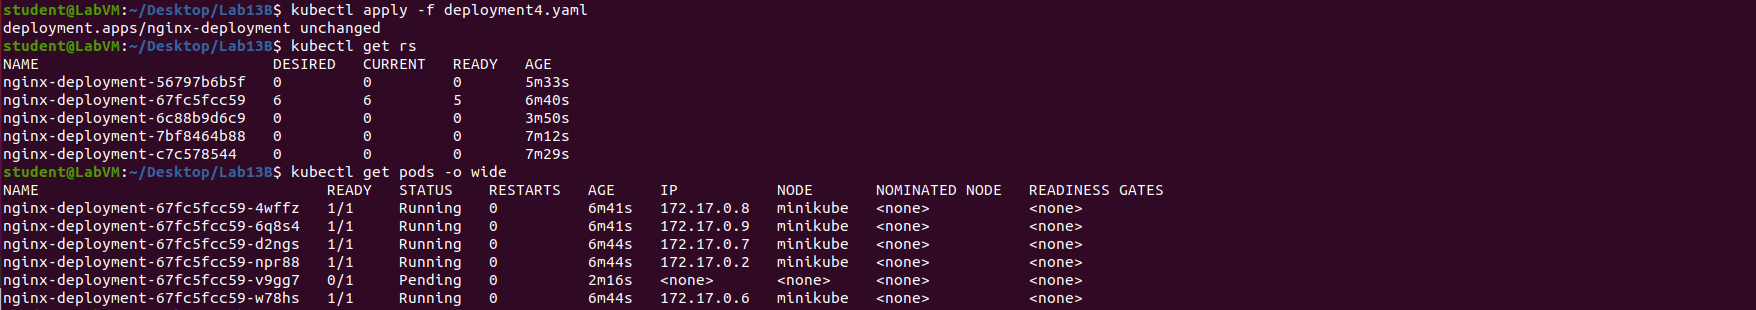 student@LabVM:~/Desktop/Lab13B$ kubectl apply -f deployment4.yaml
deployment.apps/nginx-deployment unchanged
student@LabVM:~/Desktop/Lab13B$ kubectl get rs
NAME                          DESIRED   CURRENT   READY   AGE
nginx-deployment-56797b6b5f   0         0         0       5m33s
nginx-deployment-67fc5fcc59   6         6         5       6m40s
nginx-deployment-6c88b9d6c9   0         0         0       3m50s
nginx-deployment-7bf8464b88   0         0         0       7m12s
nginx-deployment-c7c578544    0         0         0       7m29s
student@LabVM:~/Desktop/Lab13B$ kubectl get pods -o wide
NAME                                READY   STATUS    RESTARTS   AGE     IP           NODE       NOMINATED NODE   READINESS GATES
nginx-deployment-67fc5fcc59-4wffz   1/1     Running   0          6m41s   172.17.0.8   minikube   <none>           <none>
nginx-deployment-67fc5fcc59-6q8s4   1/1     Running   0          6m41s   172.17.0.9   minikube   <none>           <none>
nginx-deployment-67fc5fcc59-d2ngs   1/1     Running   0          6m44s   172.17.0.7   minikube   <none>           <none>
nginx-deployment-67fc5fcc59-npr88   1/1     Running   0          6m44s   172.17.0.2   minikube   <none>           <none>
nginx-deployment-67fc5fcc59-v9gg7   0/1     Pending   0          2m16s   <none>       <none>     <none>           <none>
nginx-deployment-67fc5fcc59-w78hs   1/1     Running   0          6m44s   172.17.0.6   minikube   <none>           <none>